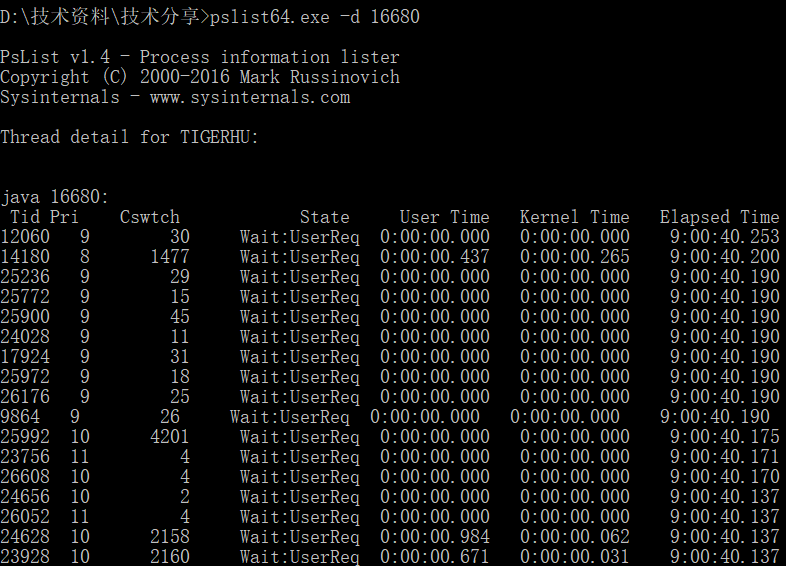 D:\技术资料\技术分享>pslist64.exe -d 16680
PsList v1.4 - Process information lister
Copyright (C) 2000-2016 Mark Russinovich
Sysinternals - www.sysinternals.com
Thread detail for TIGERHU:
java 16680:
Tid Pri Cswtch State User Time Kernel Time Elapsed Time
12060 9 30 Wait:UserReq 0:00:00.000 0:00:00.000 9:00:40.253
14180 8 1477 Wait:UserReq 0:00:00.437 0:00:00.265 9:00:40.200
25236 9 29 Wait:UserReq 0:00:00.000 0:00:00.000 9:00:40.190
25772 9 15 Wait:UserReq 0:00:00.000 0:00:00.000 9:00:40.190
25900 9 45 Wait:UserReq 0:00:00.000 0:00:00.000 9:00:40.190
24028 9 11 Wait:UserReq 0:00:00.000 0:00:00.000 9:00:40.190
17924 9 31 Wait:UserReq 0:00:00.000 0:00:00.000 9:00:40.190
25972 9 18 Wait:UserReq 0:00:00.000 0:00:00.000 9:00:40.190
26176 9 25 Wait:UserReq 0:00:00.000 0:00:00.000 9:00:40.190
9864 9 26 Wait:UserReq 0:00:00.000 0:00:00.000 9:00:40.190
25992 10 4201 Wait:UserReq 0:00:00.000 0:00:00.000 9:00:40.175
23756 11 4 Wait:UserReq 0:00:00.000 0:00:00.000 9:00:40.171
26608 10 4 Wait:UserReq 0:00:00.000 0:00:00.000 9:00:40.170
24656 10 2 Wait:UserReq 0:00:00.000 0:00:00.000 9:00:40.137
26052 11 4 Wait:UserReq 0:00:00.000 0:00:00.000 9:00:40.137
24628 10 2158 Wait:UserReq 0:00:00.984 0:00:00.062 9:00:40.137
23928 10 2160 Wait:UserReq 0:00:00.671 0:00:00.031 9:00:40.137